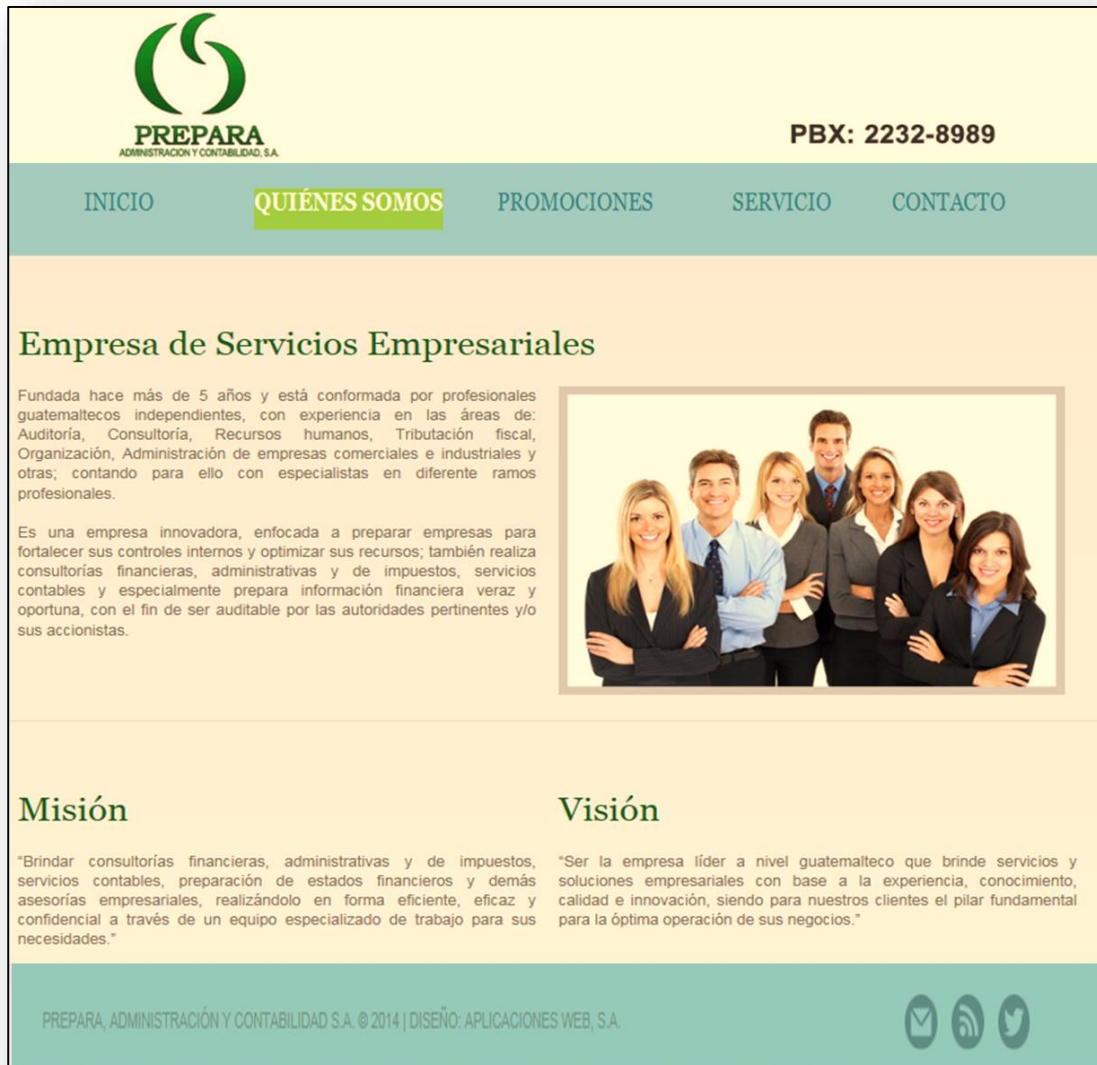 PREPARA
ADMINISTRACION Y CONTABILIDAD, S.A.
PBX: 2232-8989
INICIO
QUIÉNES SOMOS
PROMOCIONES
SERVICIO
CONTACTO
Empresa de Servicios Empresariales
Fundada hace más de 5 años y está conformada por profesionales
guatemaltecos independientes, con experiencia en las áreas de:
Auditoría, Consultoría, Recursos humanos, Tributación fiscal,
Organización, Administración de empresas comerciales e industriales y
otras; contando para ello con especialistas en diferente ramos
profesionales.
Es una empresa innovadora, enfocada a preparar empresas para
fortalecer sus controles internos y optimizar sus recursos; también realiza
consultorías financieras, administrativas y de impuestos, servicios
contables y especialmente prepara información financiera veraz y
oportuna, con el fin de ser auditable por las autoridades pertinentes y/o
sus accionistas.
Misión
“Brindar consultorías financieras, administrativas y de impuestos,
servicios contables, preparación de estados financieros y demás
asesorías empresariales, realizándolo en forma eficiente, eficaz y
confidencial a través de un equipo especializado de trabajo para sus
necesidades.”
Visión
“Ser la empresa líder a nivel guatemalteco que brinde servicios y
soluciones empresariales con base a la experiencia, conocimiento,
calidad e innovación, siendo para nuestros clientes el pilar fundamental
para la óptima operación de sus negocios.”
PREPARA, ADMINISTRACIÓN Y CONTABILIDAD S.A. © 2014 | DISEÑO: APLICACIONES WEB, S.A.